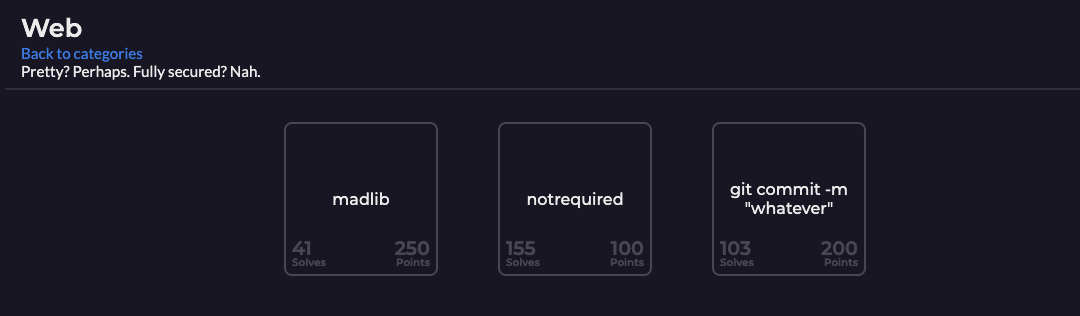 Web
Back to categories
Pretty? Perhaps. Fully secured? Nah.
madlib
41
Solves
250
Points
notrequired
155
Solves
100
Points
git commit -m
"whatever"
103
Solves
200
Points